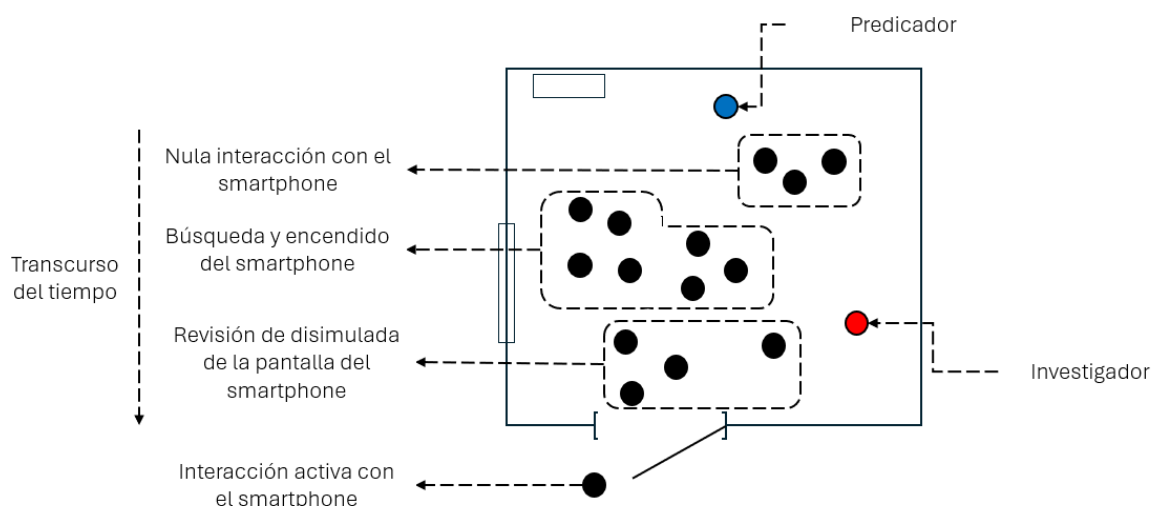 Predicador
Nula interacción con el
smartphone
Búsqueda y encendido
del smartphone
Transcurso
del tiempo
Revisión de disimulada
de la pantalla del
smartphone
Investigador
Interacción activa con
el smartphone